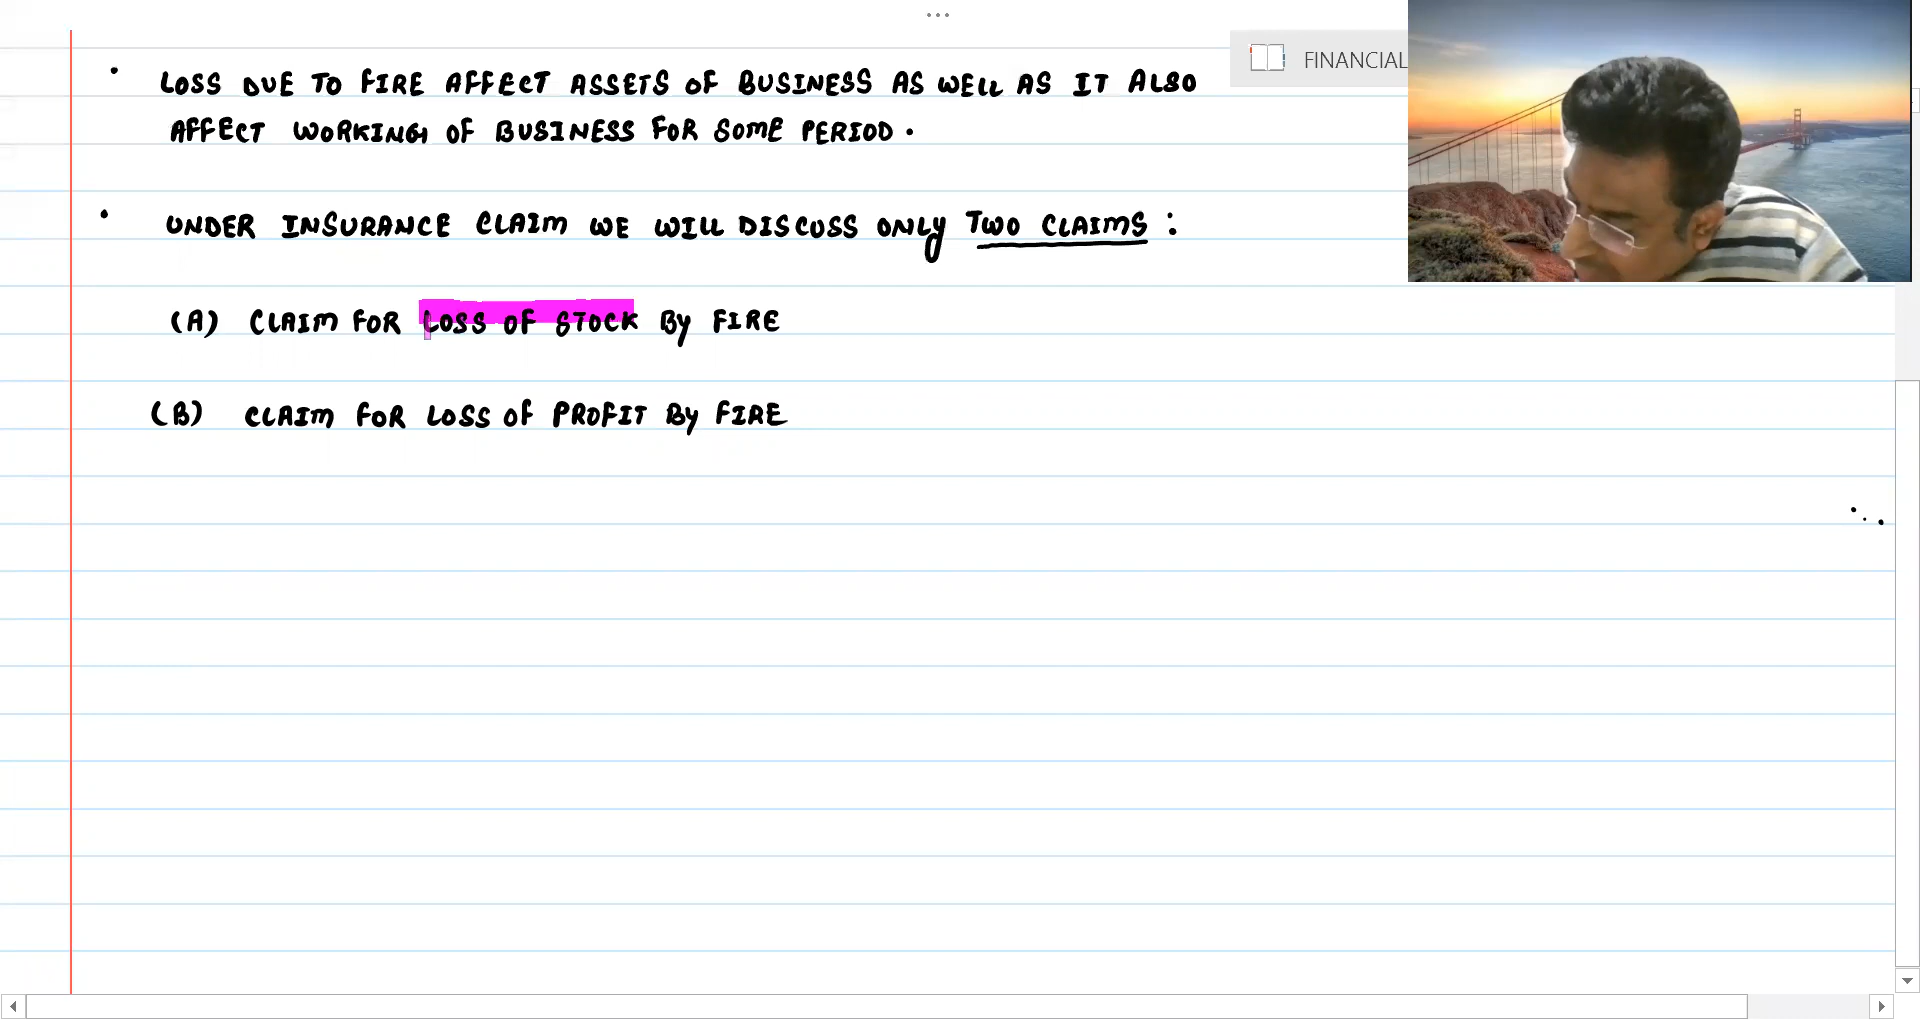 FINANCIAL
• LOSS DUE TO FIRE AFFECT ASSETS OF BUSINESS AS WELL AS IT ALSO
AFFECT WORKING OF BUSINESS FOR SOME PERIOD.
• UNDER INSURANCE CLAIM WE WILL DISCUSS ONLY TWO CLAIMS :
(A) CLAIM FOR LOSS OF STOCK BY FIRE
(B) CLAIM FOR LOSS OF PROFIT BY FIRE